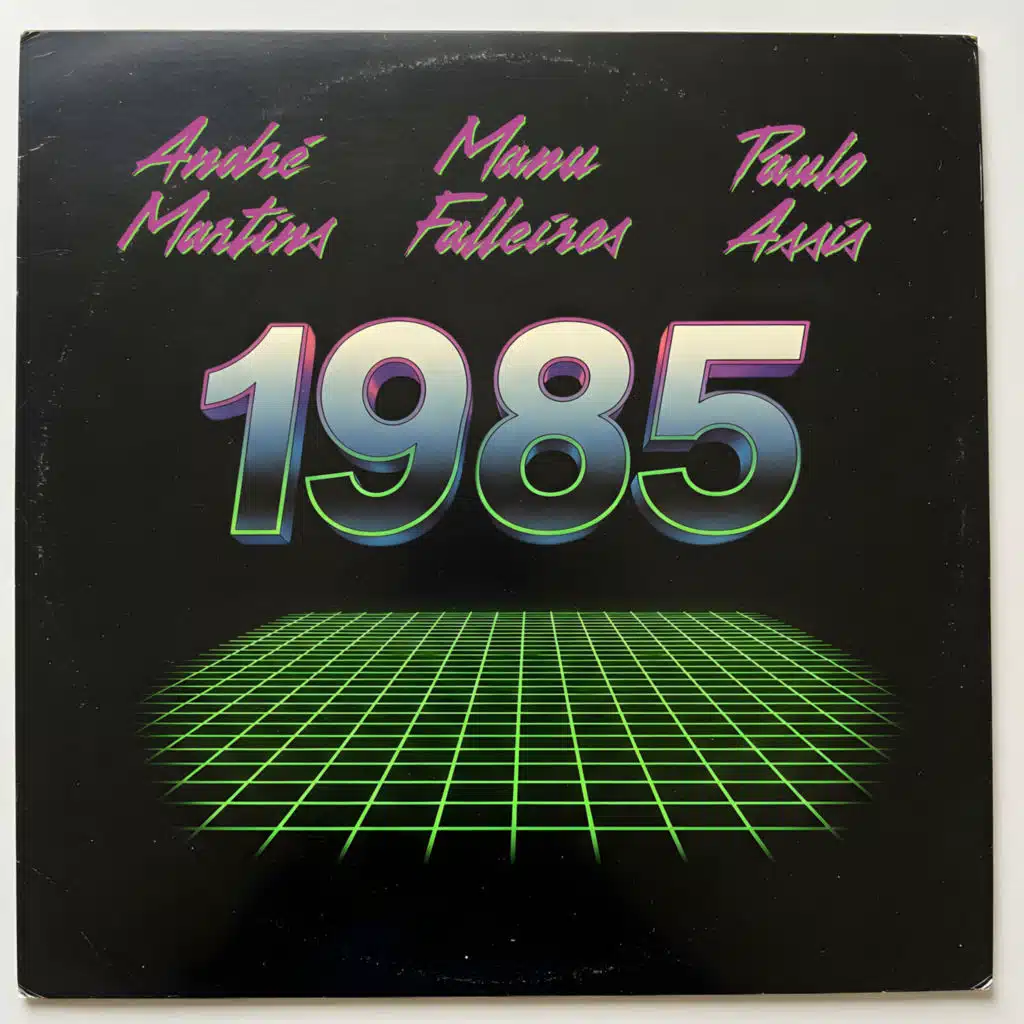 André Martins
Manu Falleiros
Paulo Assis
1985